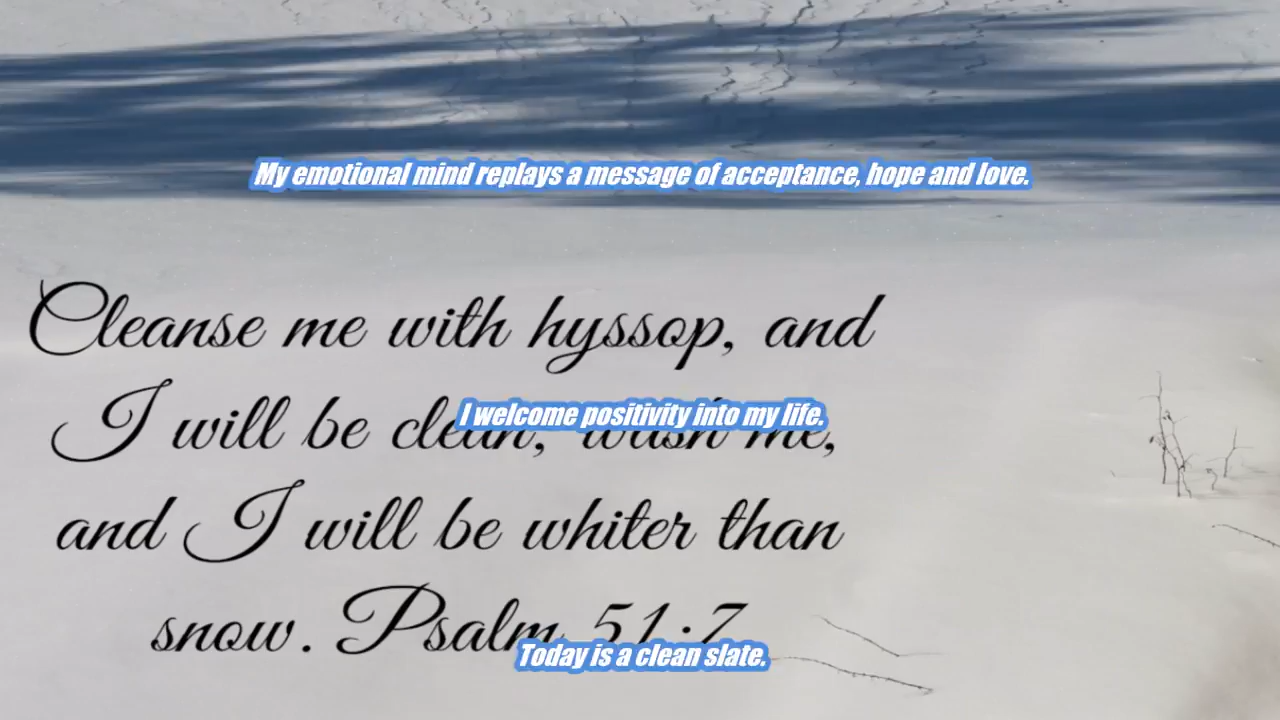 My emotional mind replays a message of acceptance, hope and love.
Cleanse me with hyssop, and
I welcome positivity into my life.
I will be clean, wash me,
and I will be whiter than
snow. Psalm 51:7
Today is a clean slate.